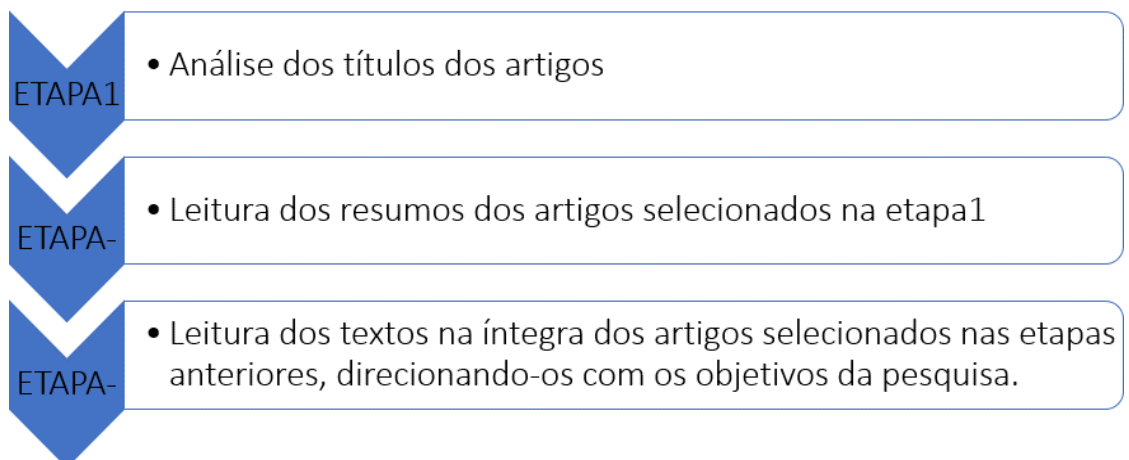 ETAPA1
• Análise dos títulos dos artigos
ETAPA-
• Leitura dos resumos dos artigos selecionados na etapa1
ETAPA-
• Leitura dos textos na íntegra dos artigos selecionados nas etapas
anteriores, direcionando-os com os objetivos da pesquisa.